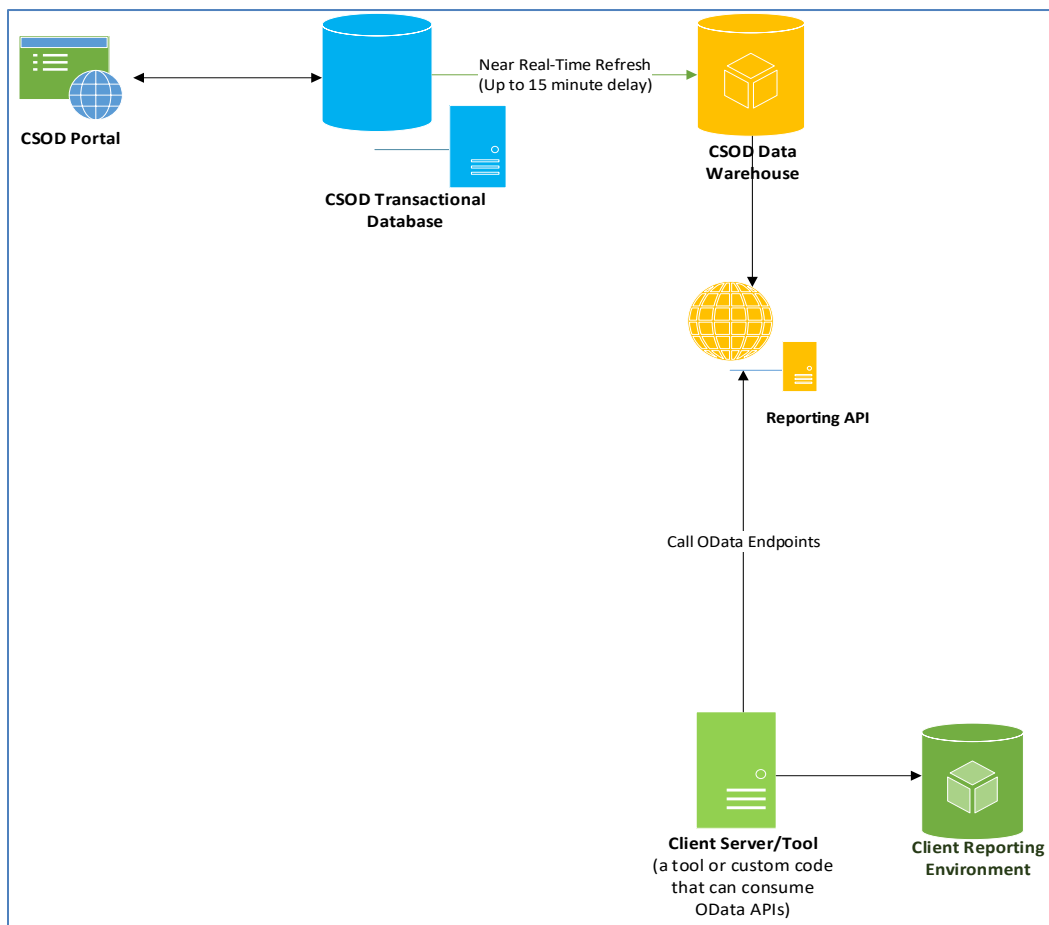 CSOD Portal
Near Real-Time Refresh
(Up to 15 minute delay)
CSOD Transactional
Database
CSOD Data
Warehouse
Reporting API
Call OData Endpoints
Client Server/Tool
(a tool or custom code
that can consume
OData APIs)
Client Reporting
Environment